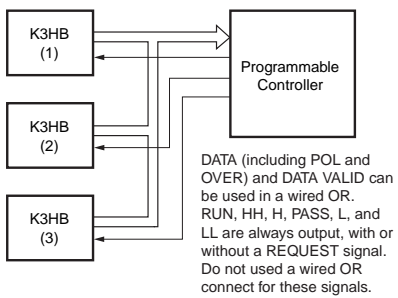 K3HB
(1)
K3HB
(2)
K3HB
(3)
Programmable
Controller
DATA (including POL and
OVER) and DATA VALID can
be used in a wired OR.
RUN, HH, H, PASS, L, and
LL are always output, with or
without a REQUEST signal.
Do not used a wired OR
connect for these signals.